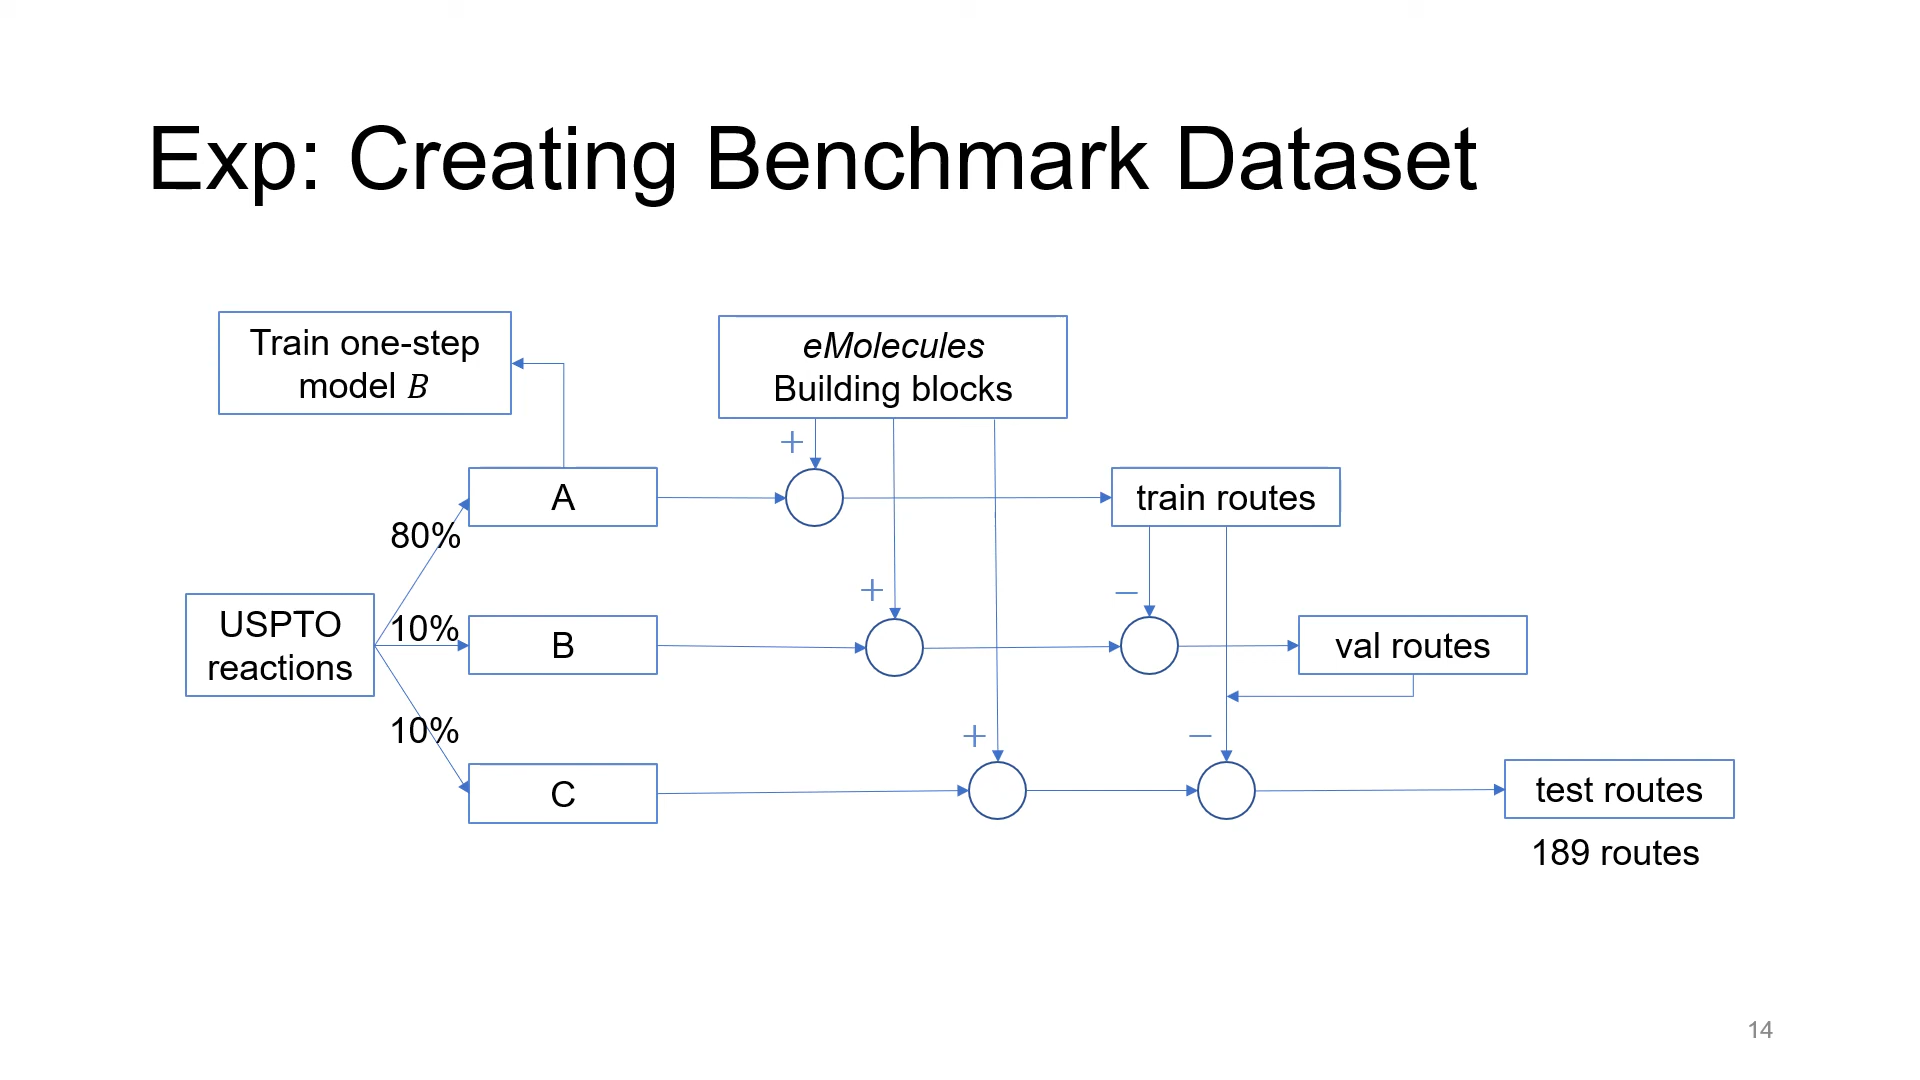 Exp: Creating Benchmark Dataset
Train one-step
model B
eMolecules
Building blocks
+
A
train routes
80%
+
–
USPTO
reactions
10%
B
val routes
10%
+
–
C
test routes
189 routes
14